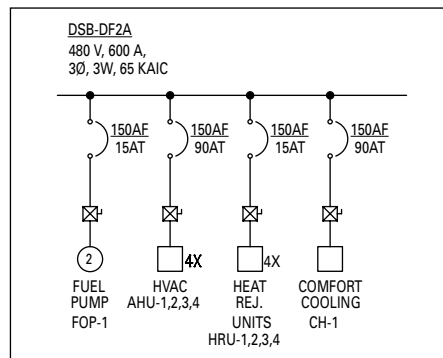 DSB-DF2A
480 V, 600 A,
3Ø, 3W, 65 KAIC
150AF
15AT
150AF
90AT
150AF
15AT
150AF
90AT
2
4X
4X
FUEL
PUMP
FOP-1
HVAC
AHU-1,2,3,4
HEAT
REJ.
UNITS
HRU-1,2,3,4
COMFORT
COOLING
CH-1